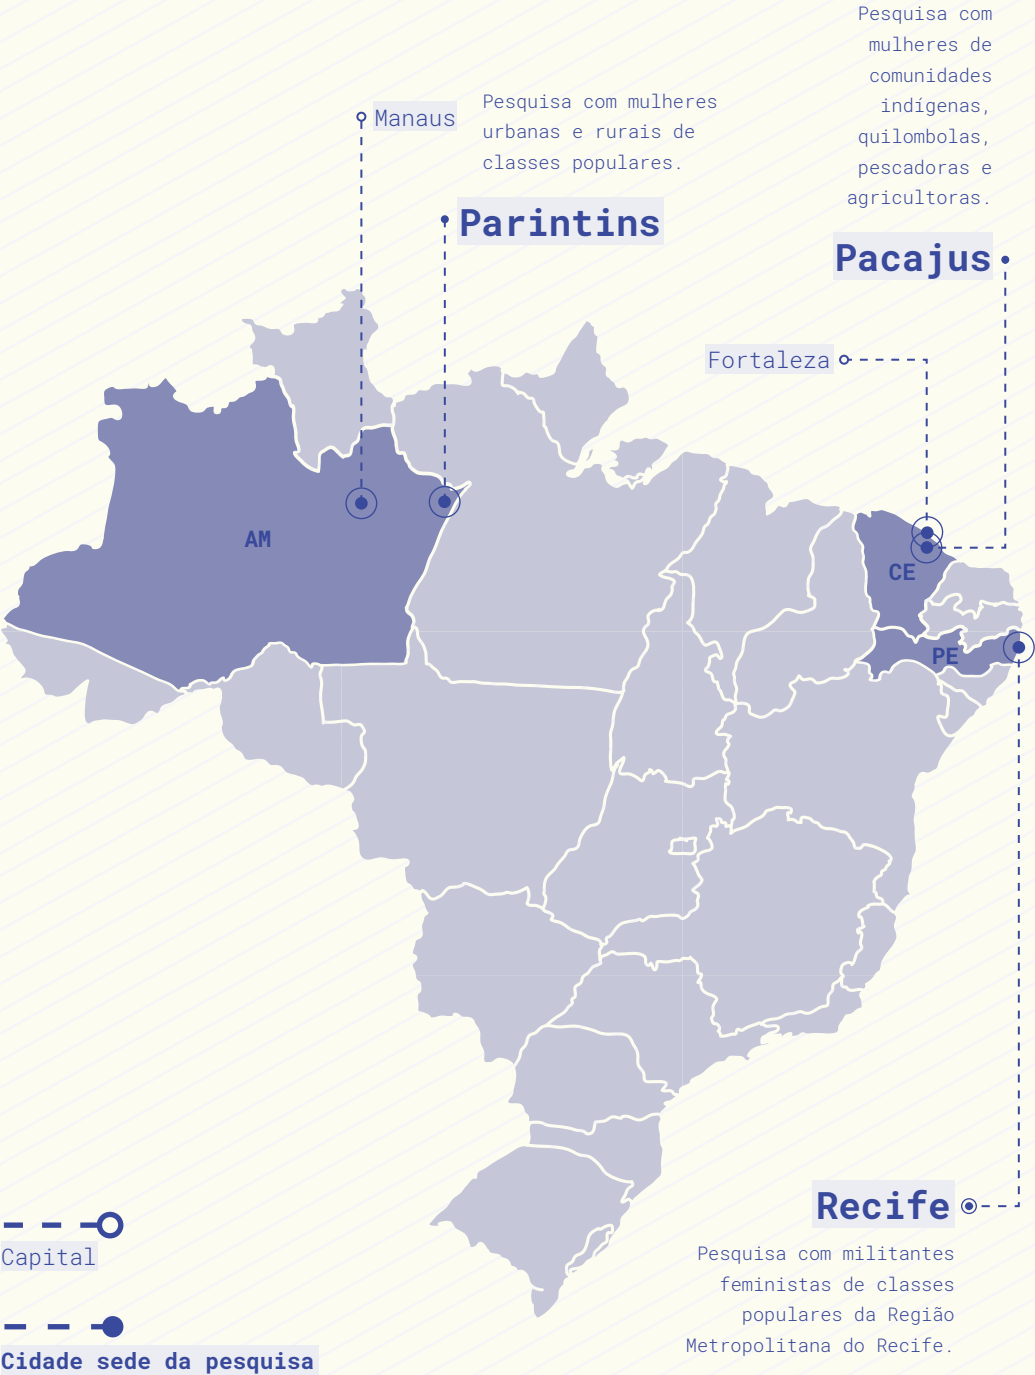 Pesquisa com
mulheres de
comunidades
indígenas,
quilombolas,
pescadoras e
agricultoras.
Pacajus
Manaus
Pesquisa com mulheres
urbanas e rurais de
classes populares.
Parintins
Fortaleza
AM
CE
PE
Recife
Pesquisa com militantes
feministas de classes
populares da Região
Metropolitana do Recife.
Capital
Cidade sede da pesquisa